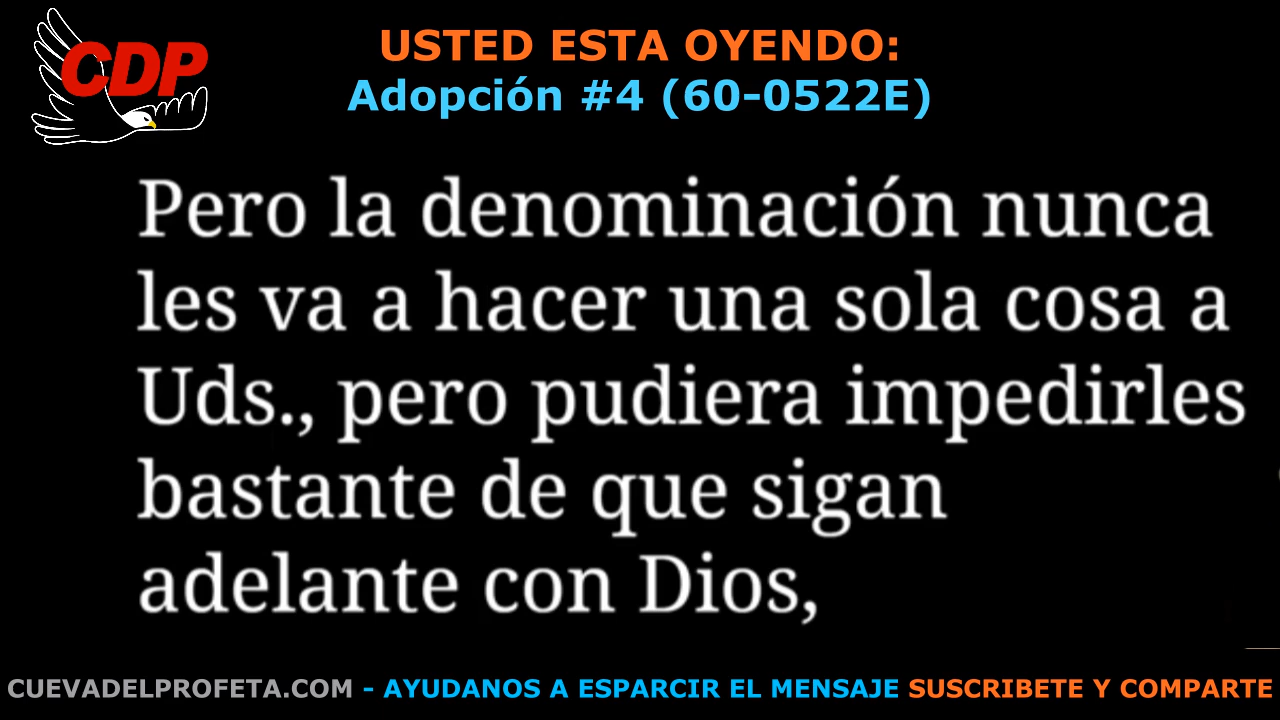 CDP
USTED ESTA OYENDO:
Adopción #4 (60-0522E)
Pero la denominación nunca
les va a hacer una sola cosa a
Uds., pero pudiera impedirles
bastante de que sigan
adelante con Dios,
CUEVADELPROFETA.COM - AYUDANOS A ESPARCIR EL MENSAJE SUSCRIBETE Y COMPARTE